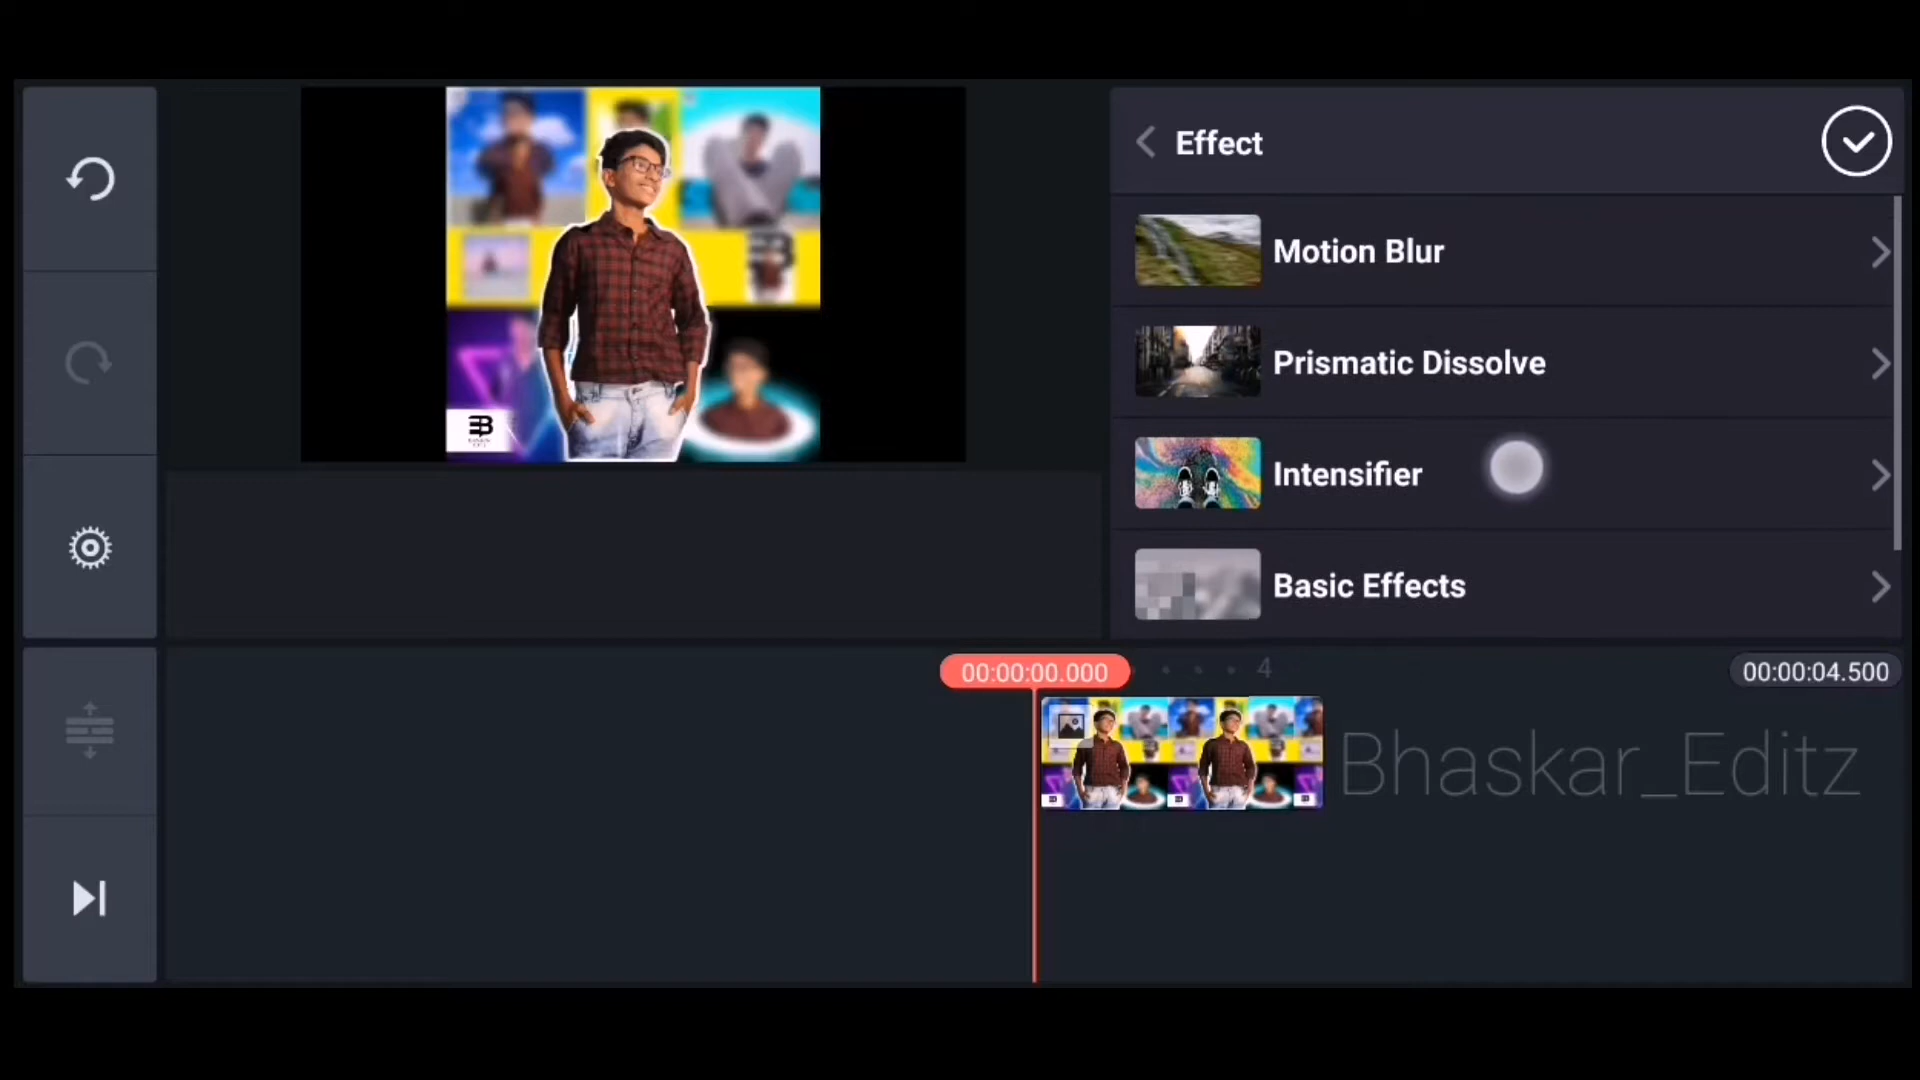 Effect
Motion Blur
Prismatic Dissolve
Intensifier
Basic Effects
00:00:00.000
4
00:00:04.500
Bhaskar_Editz